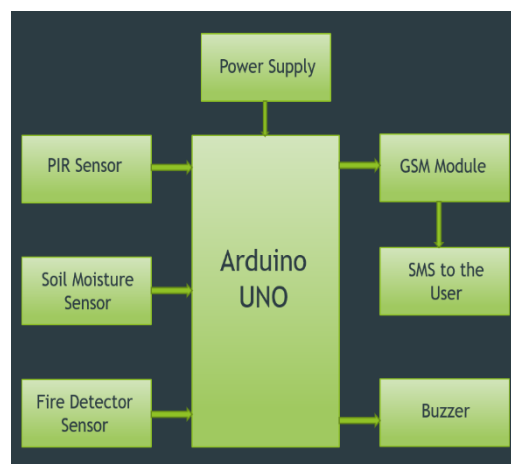 Power Supply
PIR Sensor
GSM Module
Soil Moisture
Sensor
Arduino
UNO
SMS to the
User
Fire Detector
Sensor
Buzzer